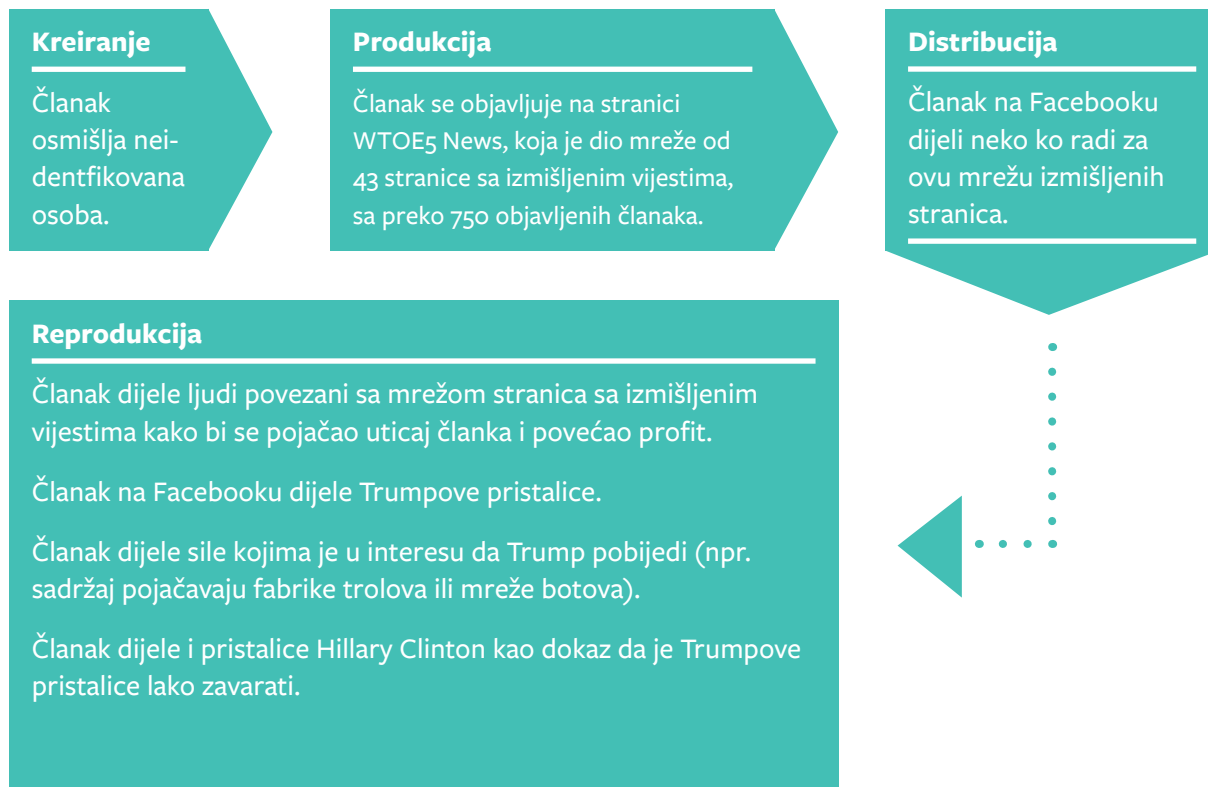 Kreiranje
Članak
osmišlja nei-
dentfikovana
osoba.
Produkcija
Članak se objavljuje na stranici
WTOE5 News, koja je dio mreže od
43 stranice sa izmišljenim vijestima,
sa preko 750 objavljenih članaka.
Distribucija
Članak na Facebooku
dijeli neko ko radi za
ovu mrežu izmišljenih
stranica.
Reprodukcija
Članak dijele ljudi povezani sa mrežom stranica sa izmišljenim
vijestima kako bi se pojačao uticaj članka i povećao profit.
Članak na Facebooku dijele Trumpove pristalice.
Članak dijele sile kojima je u interesu da Trump pobijedi (npr.
sadržaj pojačavaju fabrike trolova ili mreže botova).
Članak dijele i pristalice Hillary Clinton kao dokaz da je Trumpove
pristalice lako zavarati.